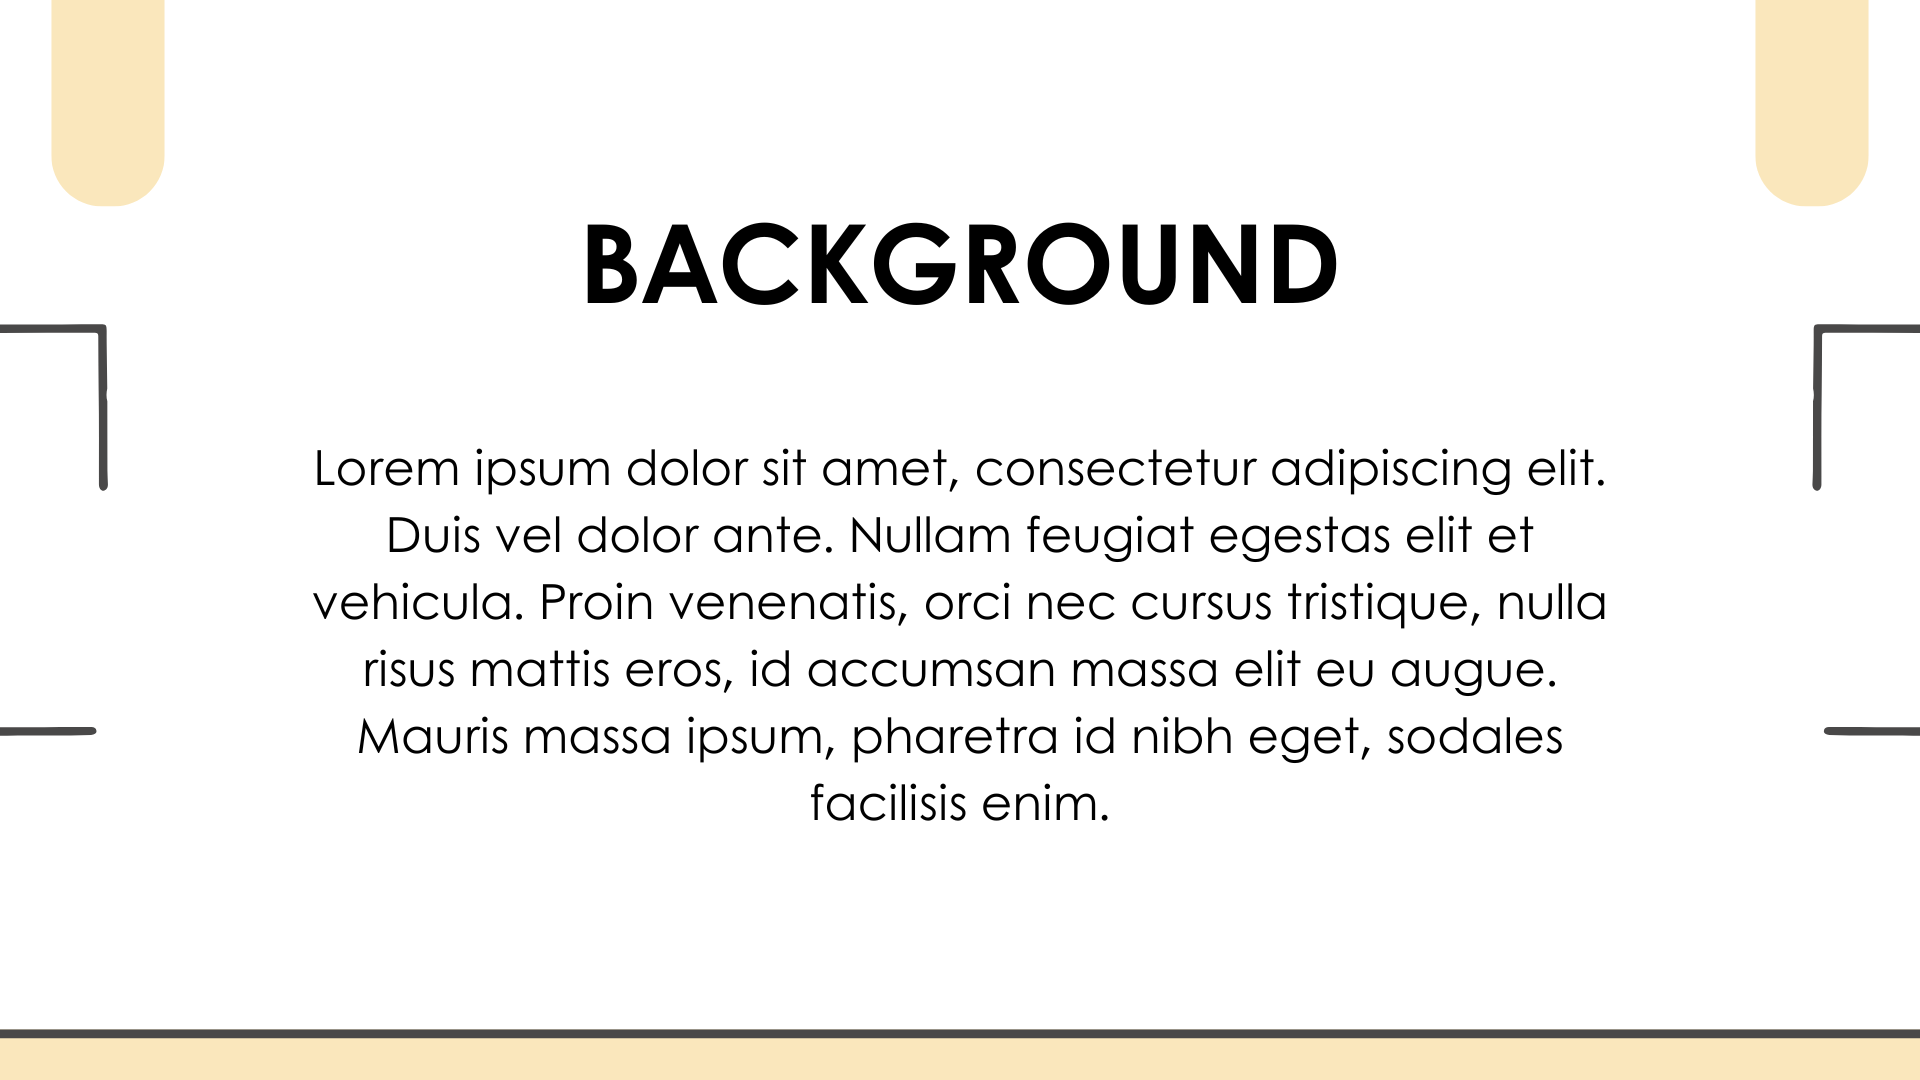 BACKGROUND
Lorem ipsum dolor sit amet, consectetur adipiscing elit.
Duis vel dolor ante. Nullam feugiat egestas elit et
vehicula. Proin venenatis, orci nec cursus tristique, nulla
risus mattis eros, id accumsan massa elit eu augue.
Mauris massa ipsum, pharetra id nibh eget, sodales
facilisis enim.